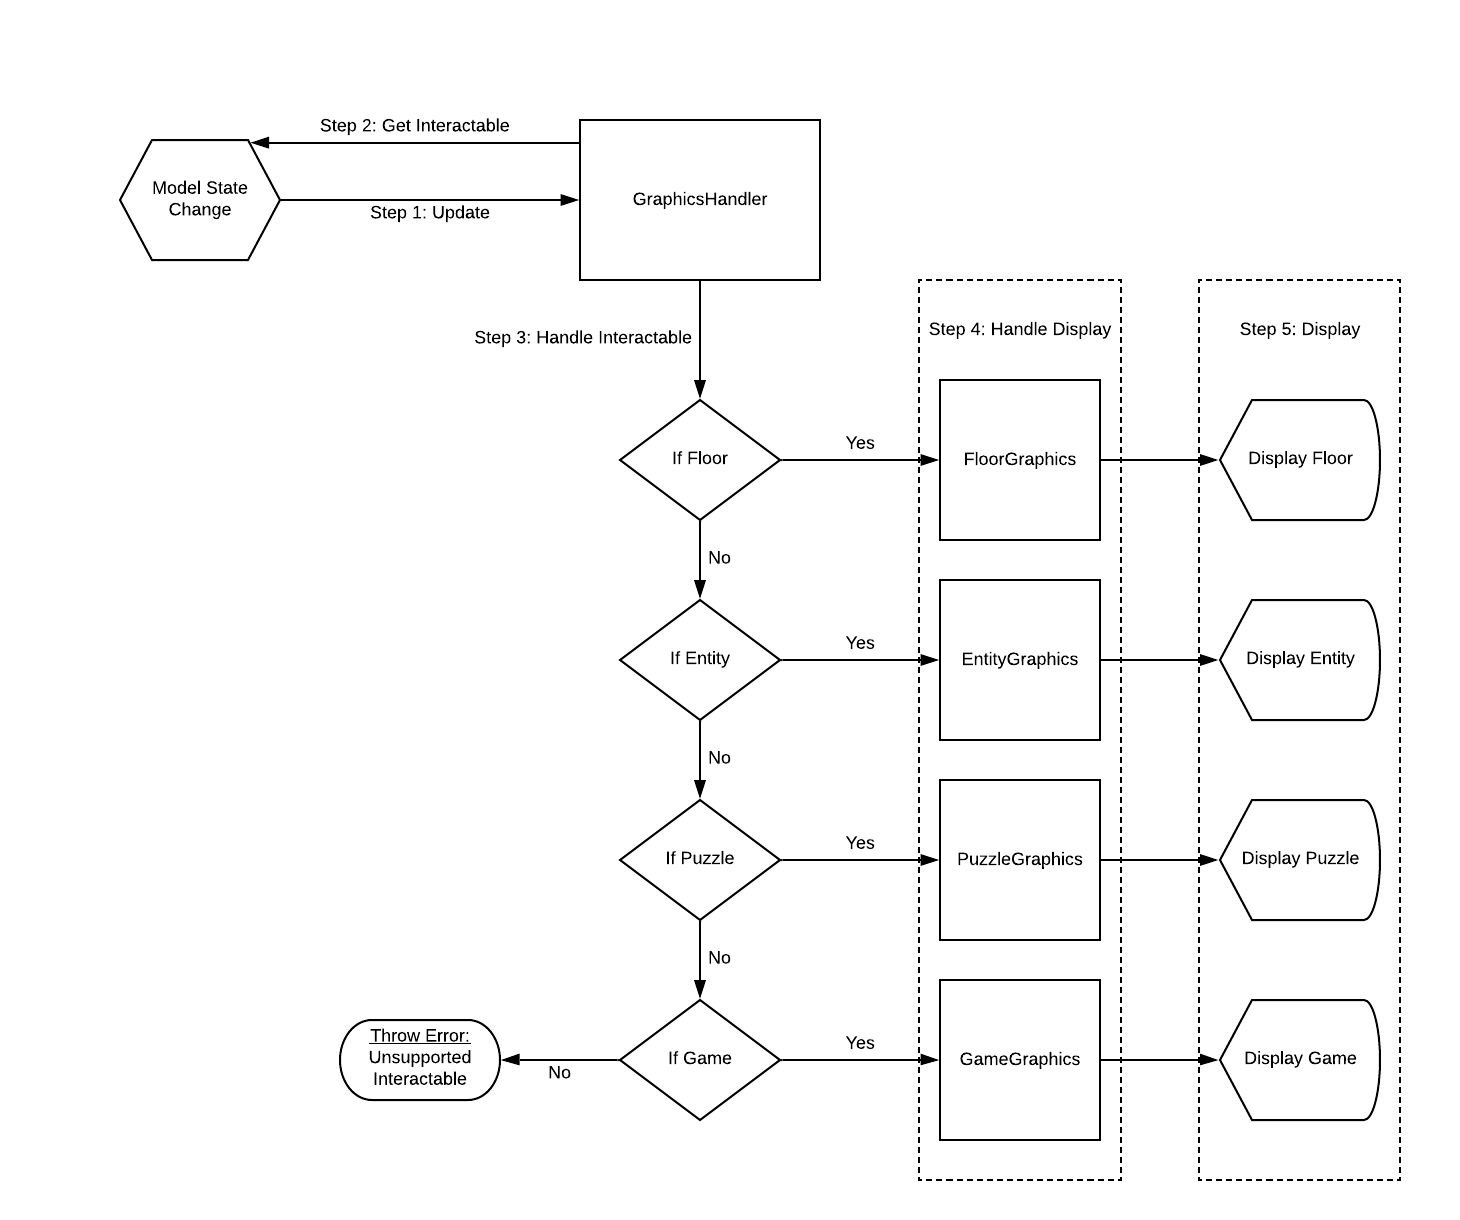 Step 2: Get Interactable
Model State
Change
GraphicsHandler
Step 1: Update
Step 3: Handle Interactable
Step 4: Handle Display
Step 5: Display
If Floor
Yes
FloorGraphics
Display Floor
No
If Entity
Yes
EntityGraphics
Display Entity
No
If Puzzle
Yes
PuzzleGraphics
Display Puzzle
No
If Game
Yes
GameGraphics
Display Game
No
Throw Error:
Unsupported
Interactable